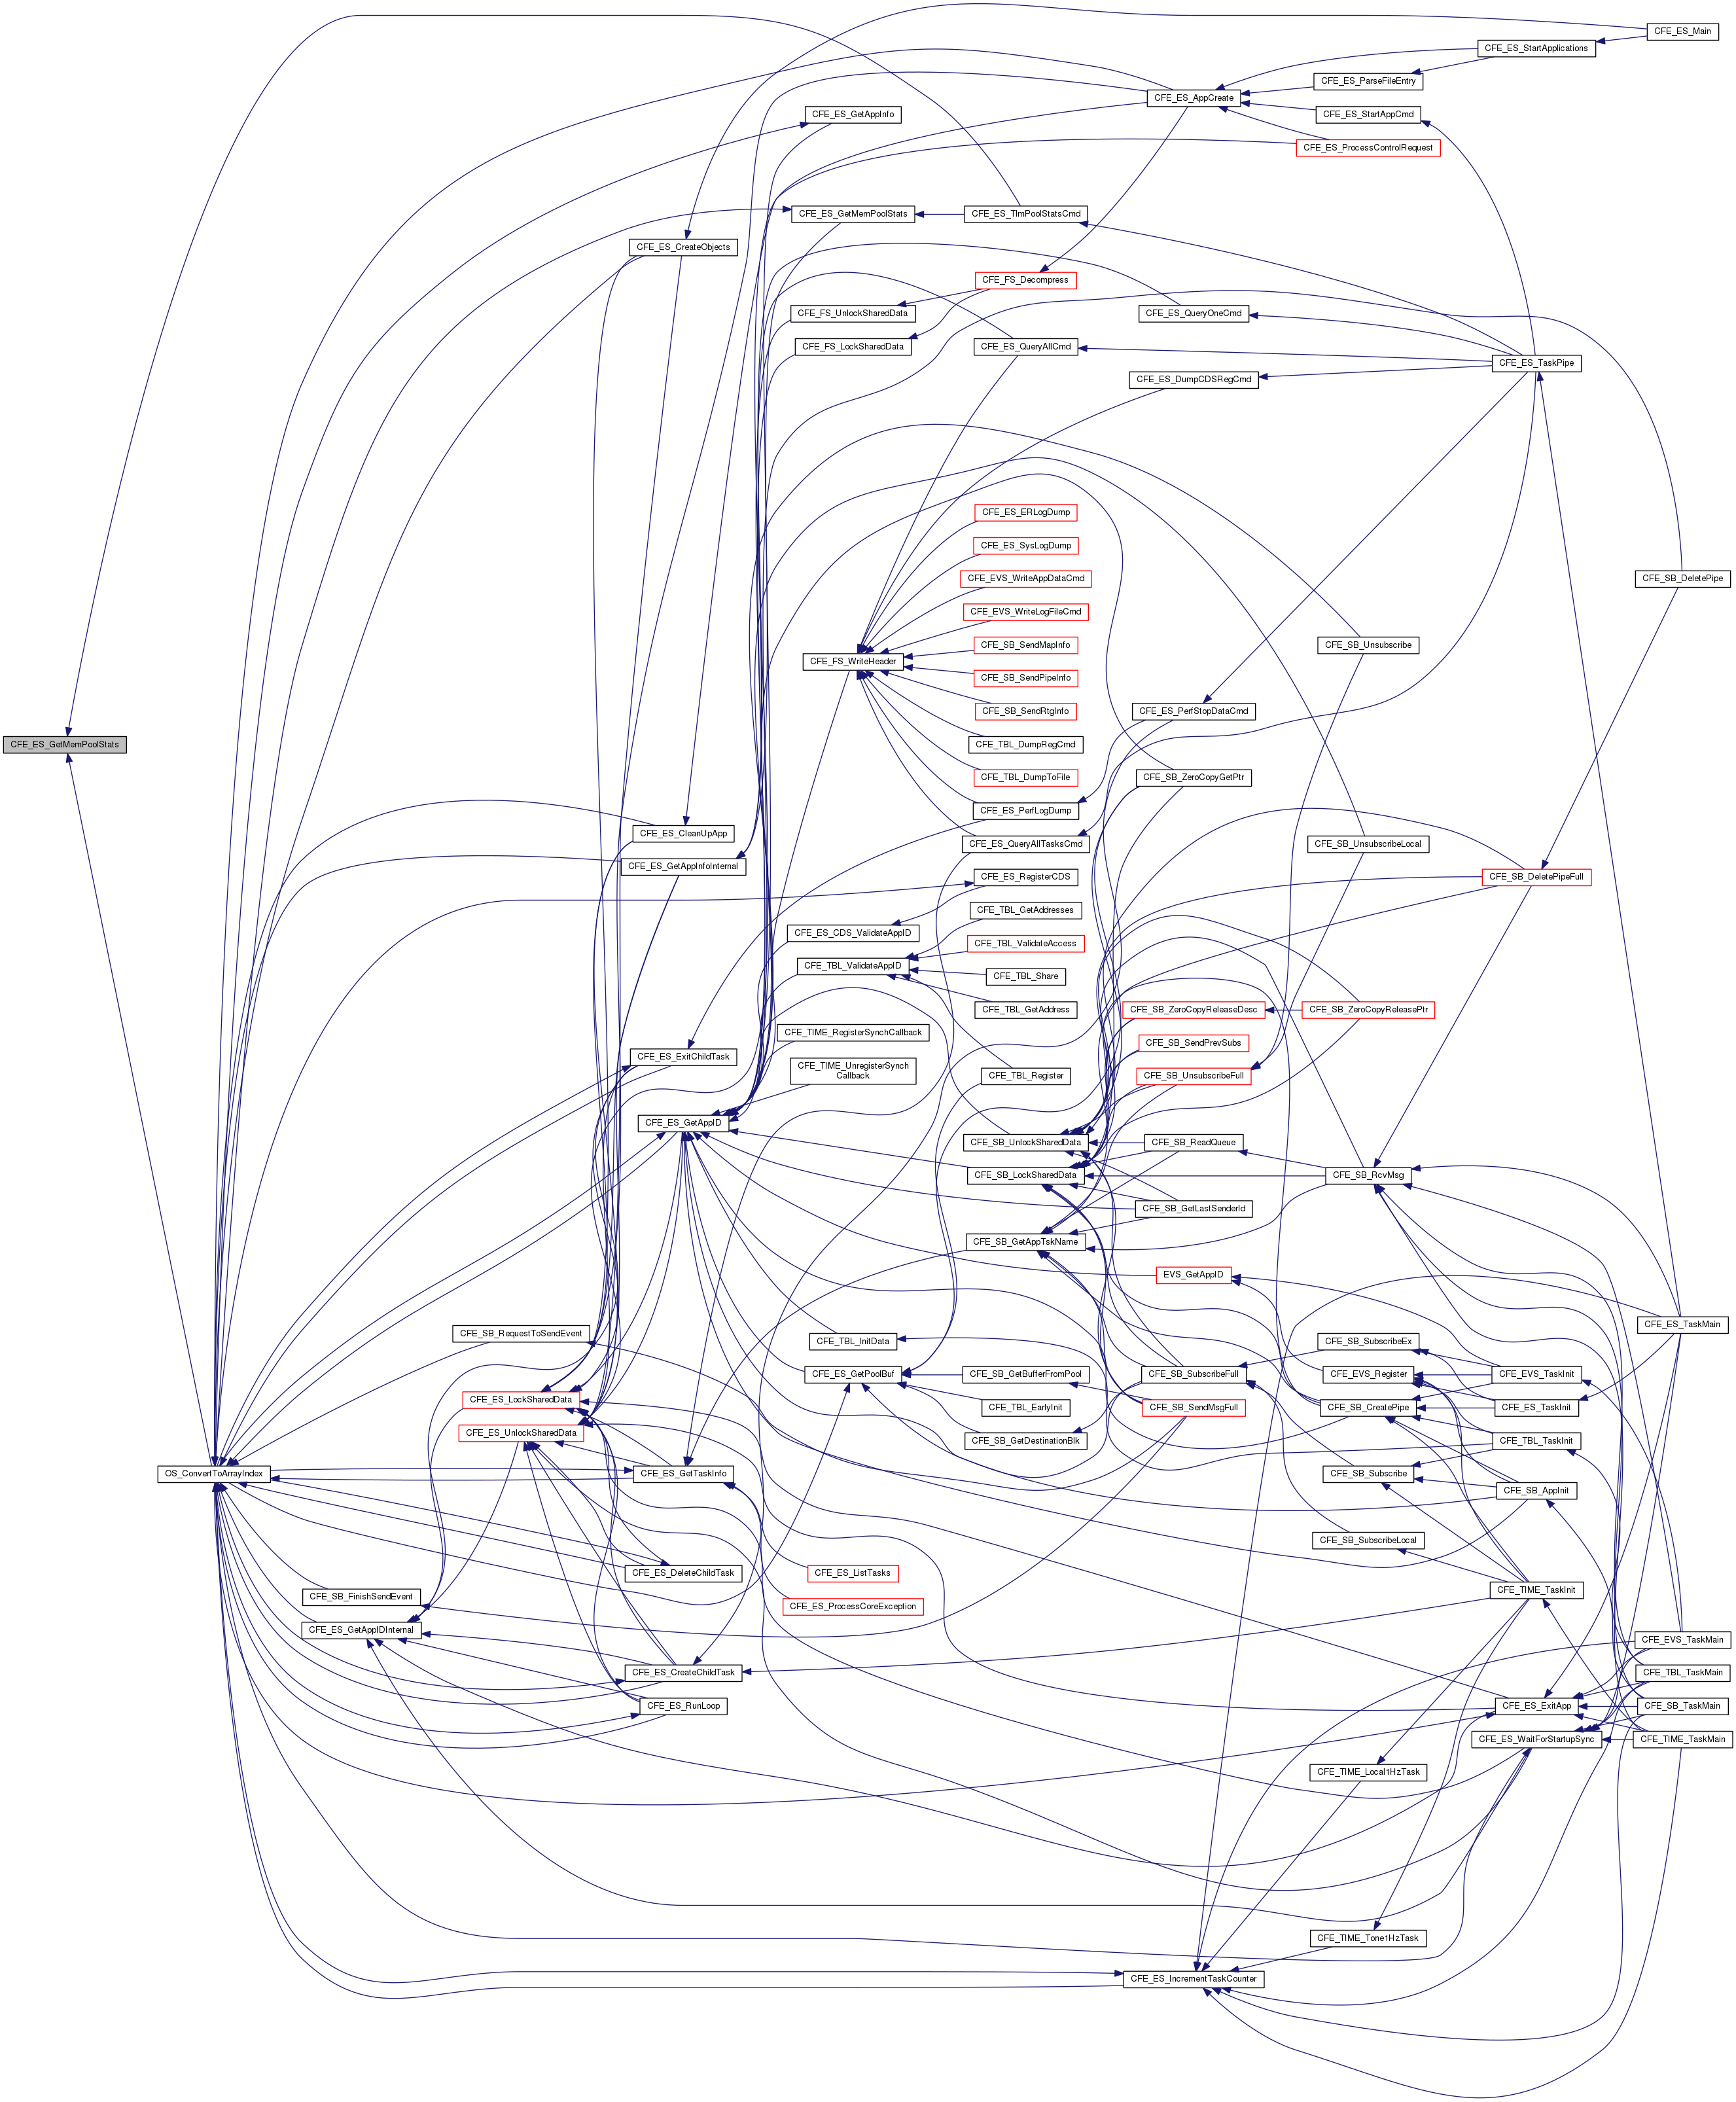 CFE_ES_Main
CFE_ES_StartApplications
CFE_ES_ParseFileEntry
CFE_ES_AppCreate
CFE_ES_GetAppInfo
CFE_ES_StartAppCmd
CFE_ES_ProcessControlRequest
CFE_ES_GetMemPoolStats
CFE_ES_TlmPoolStatsCmd
CFE_ES_CreateObjects
CFE_FS_Decompress
CFE_FS_UnlockSharedData
CFE_ES_QueryOneCmd
CFE_FS_LockSharedData
CFE_ES_QueryAllCmd
CFE_ES_TaskPipe
CFE_ES_DumpCDSRegCmd
CFE_ES_ERLogDump
CFE_ES_SysLogDump
CFE_EVS_WriteAppDataCmd
CFE_SB_DeletePipe
CFE_EVS_WriteLogFileCmd
CFE_SB_SendMapInfo
CFE_SB_Unsubscribe
CFE_FS_WriteHeader
CFE_SB_SendPipeInfo
CFE_SB_SendRtgInfo
CFE_ES_PerfStopDataCmd
CFE_ES_GetMemPoolStats
CFE_TBL_DumpRegCmd
CFE_TBL_DumpToFile
CFE_SB_ZeroCopyGetPtr
CFE_ES_PerfLogDump
CFE_ES_CleanUpApp
CFE_ES_QueryAllTasksCmd
CFE_SB_UnsubscribeLocal
CFE_ES_GetAppInfoInternal
CFE_ES_RegisterCDS
CFE_SB_DeletePipeFull
CFE_TBL_GetAddresses
CFE_ES_CDS_ValidateAppID
CFE_TBL_ValidateAccess
CFE_TBL_ValidateAppID
CFE_TBL_Share
CFE_TBL_GetAddress
CFE_SB_ZeroCopyReleaseDesc
CFE_SB_ZeroCopyReleasePtr
CFE_TIME_RegisterSynchCallback
CFE_SB_SendPrevSubs
CFE_ES_ExitChildTask
CFE_TIME_UnregisterSynch
Callback
CFE_TBL_Register
CFE_SB_UnsubscribeFull
CFE_ES_GetAppID
CFE_SB_UnlockSharedData
CFE_SB_ReadQueue
CFE_SB_LockSharedData
CFE_SB_RcvMsg
CFE_SB_GetLastSenderId
CFE_SB_GetAppTskName
EVS_GetAppID
CFE_ES_TaskMain
CFE_SB_RequestToSendEvent
CFE_TBL_InitData
CFE_SB_SubscribeEx
CFE_ES_GetPoolBuf
CFE_SB_GetBufferFromPool
CFE_SB_SubscribeFull
CFE_EVS_Register
CFE_EVS_TaskInit
CFE_ES_LockSharedData
CFE_TBL_EarlyInit
CFE_SB_SendMsgFull
CFE_SB_CreatePipe
CFE_ES_TaskInit
CFE_ES_UnlockSharedData
CFE_SB_GetDestinationBlk
CFE_TBL_TaskInit
OS_ConvertToArrayIndex
CFE_ES_GetTaskInfo
CFE_SB_Subscribe
CFE_SB_AppInit
CFE_SB_SubscribeLocal
CFE_ES_DeleteChildTask
CFE_ES_ListTasks
CFE_SB_FinishSendEvent
CFE_TIME_TaskInit
CFE_ES_ProcessCoreException
CFE_ES_GetAppIDInternal
CFE_EVS_TaskMain
CFE_ES_CreateChildTask
CFE_TBL_TaskMain
CFE_ES_RunLoop
CFE_ES_ExitApp
CFE_SB_TaskMain
CFE_ES_WaitForStartupSync
CFE_TIME_TaskMain
CFE_TIME_Local1HzTask
CFE_TIME_Tone1HzTask
CFE_ES_IncrementTaskCounter